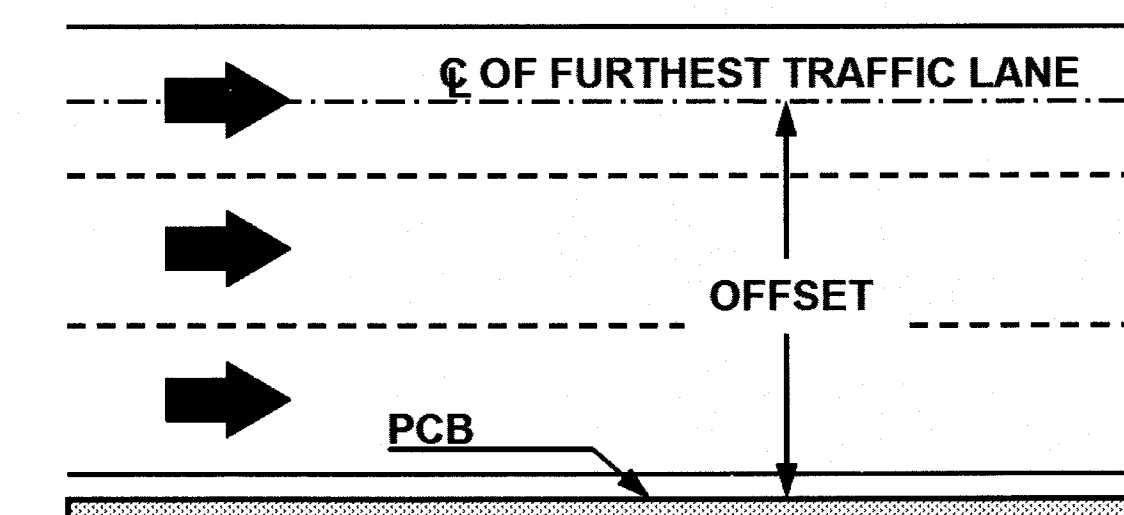 ℄ OF FURTHEST TRAFFIC LANE
OFFSET
PCB